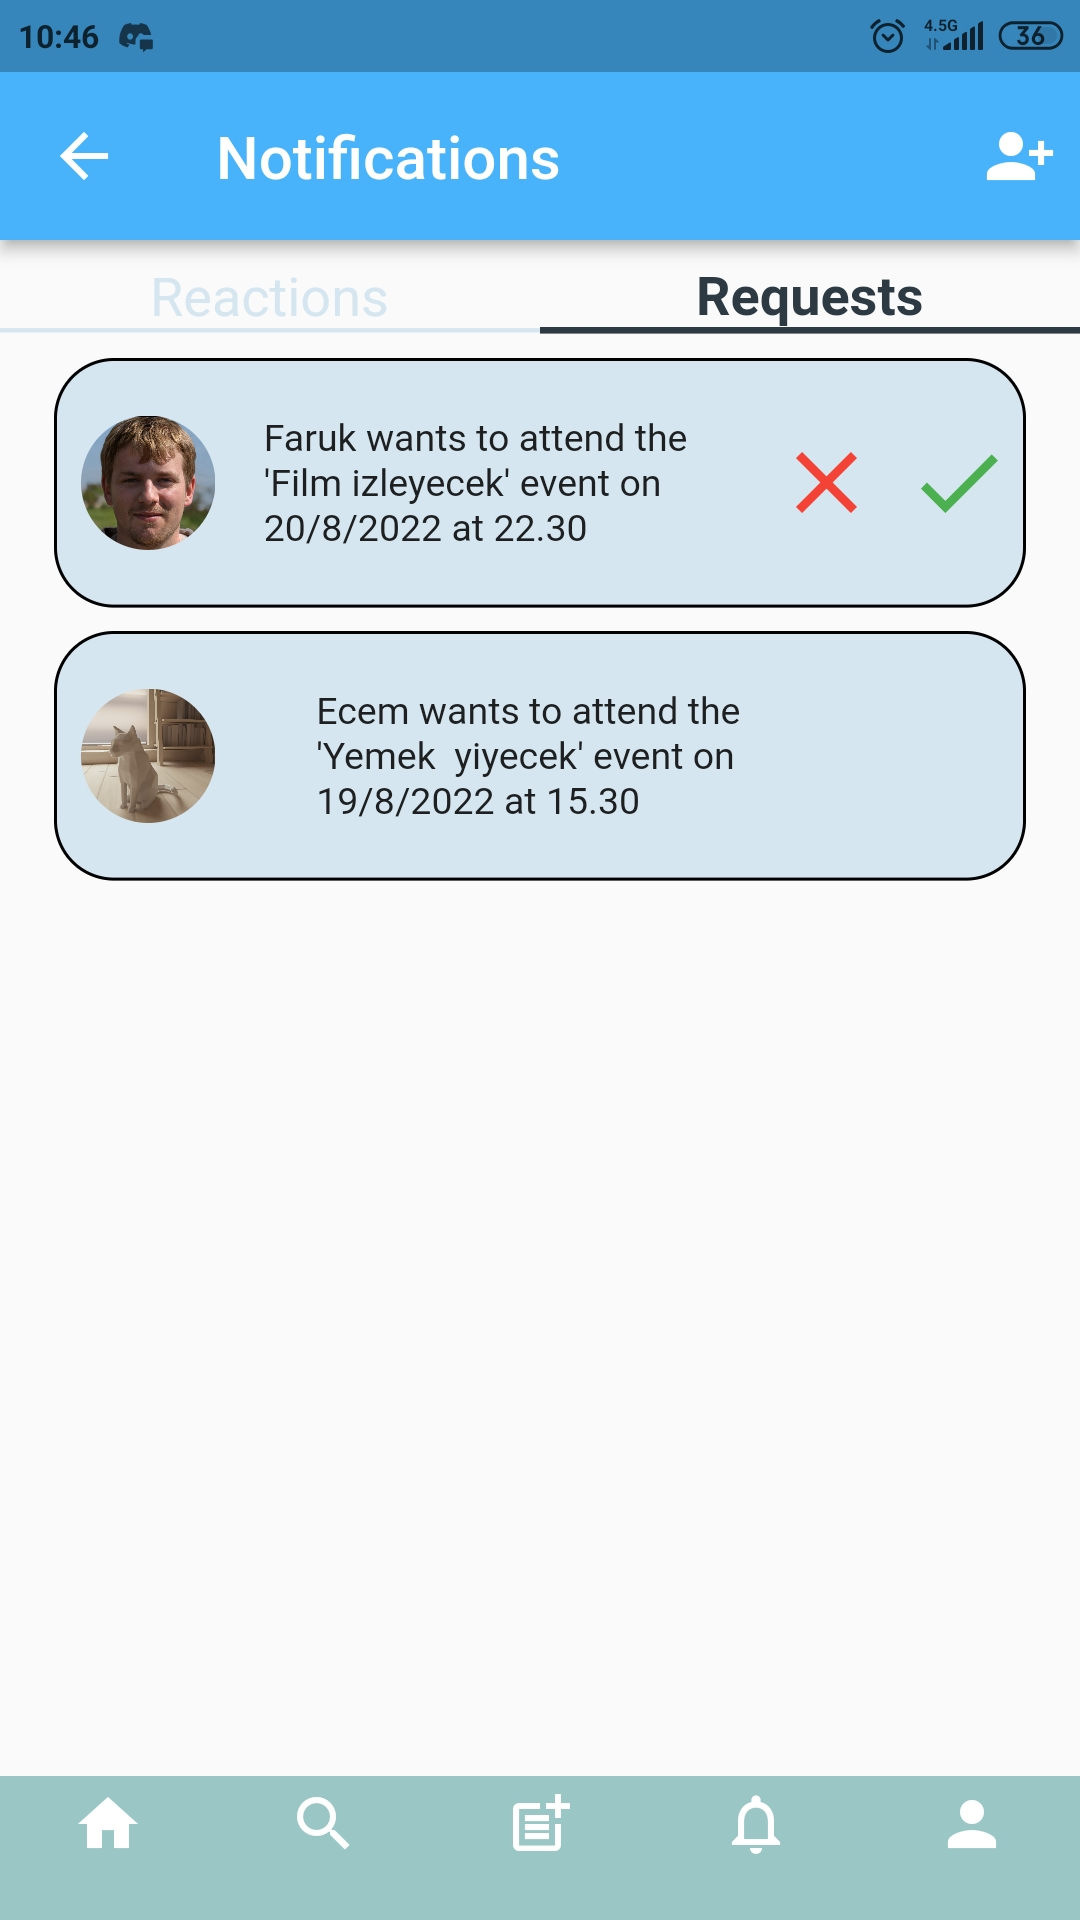 10:46
4.5G
36
Notifications
Reactions
Requests
Faruk wants to attend the
'Film izleyecek' event on
20/8/2022 at 22.30
Ecem wants to attend the
'Yemek  yiyecek' event on
19/8/2022 at 15.30